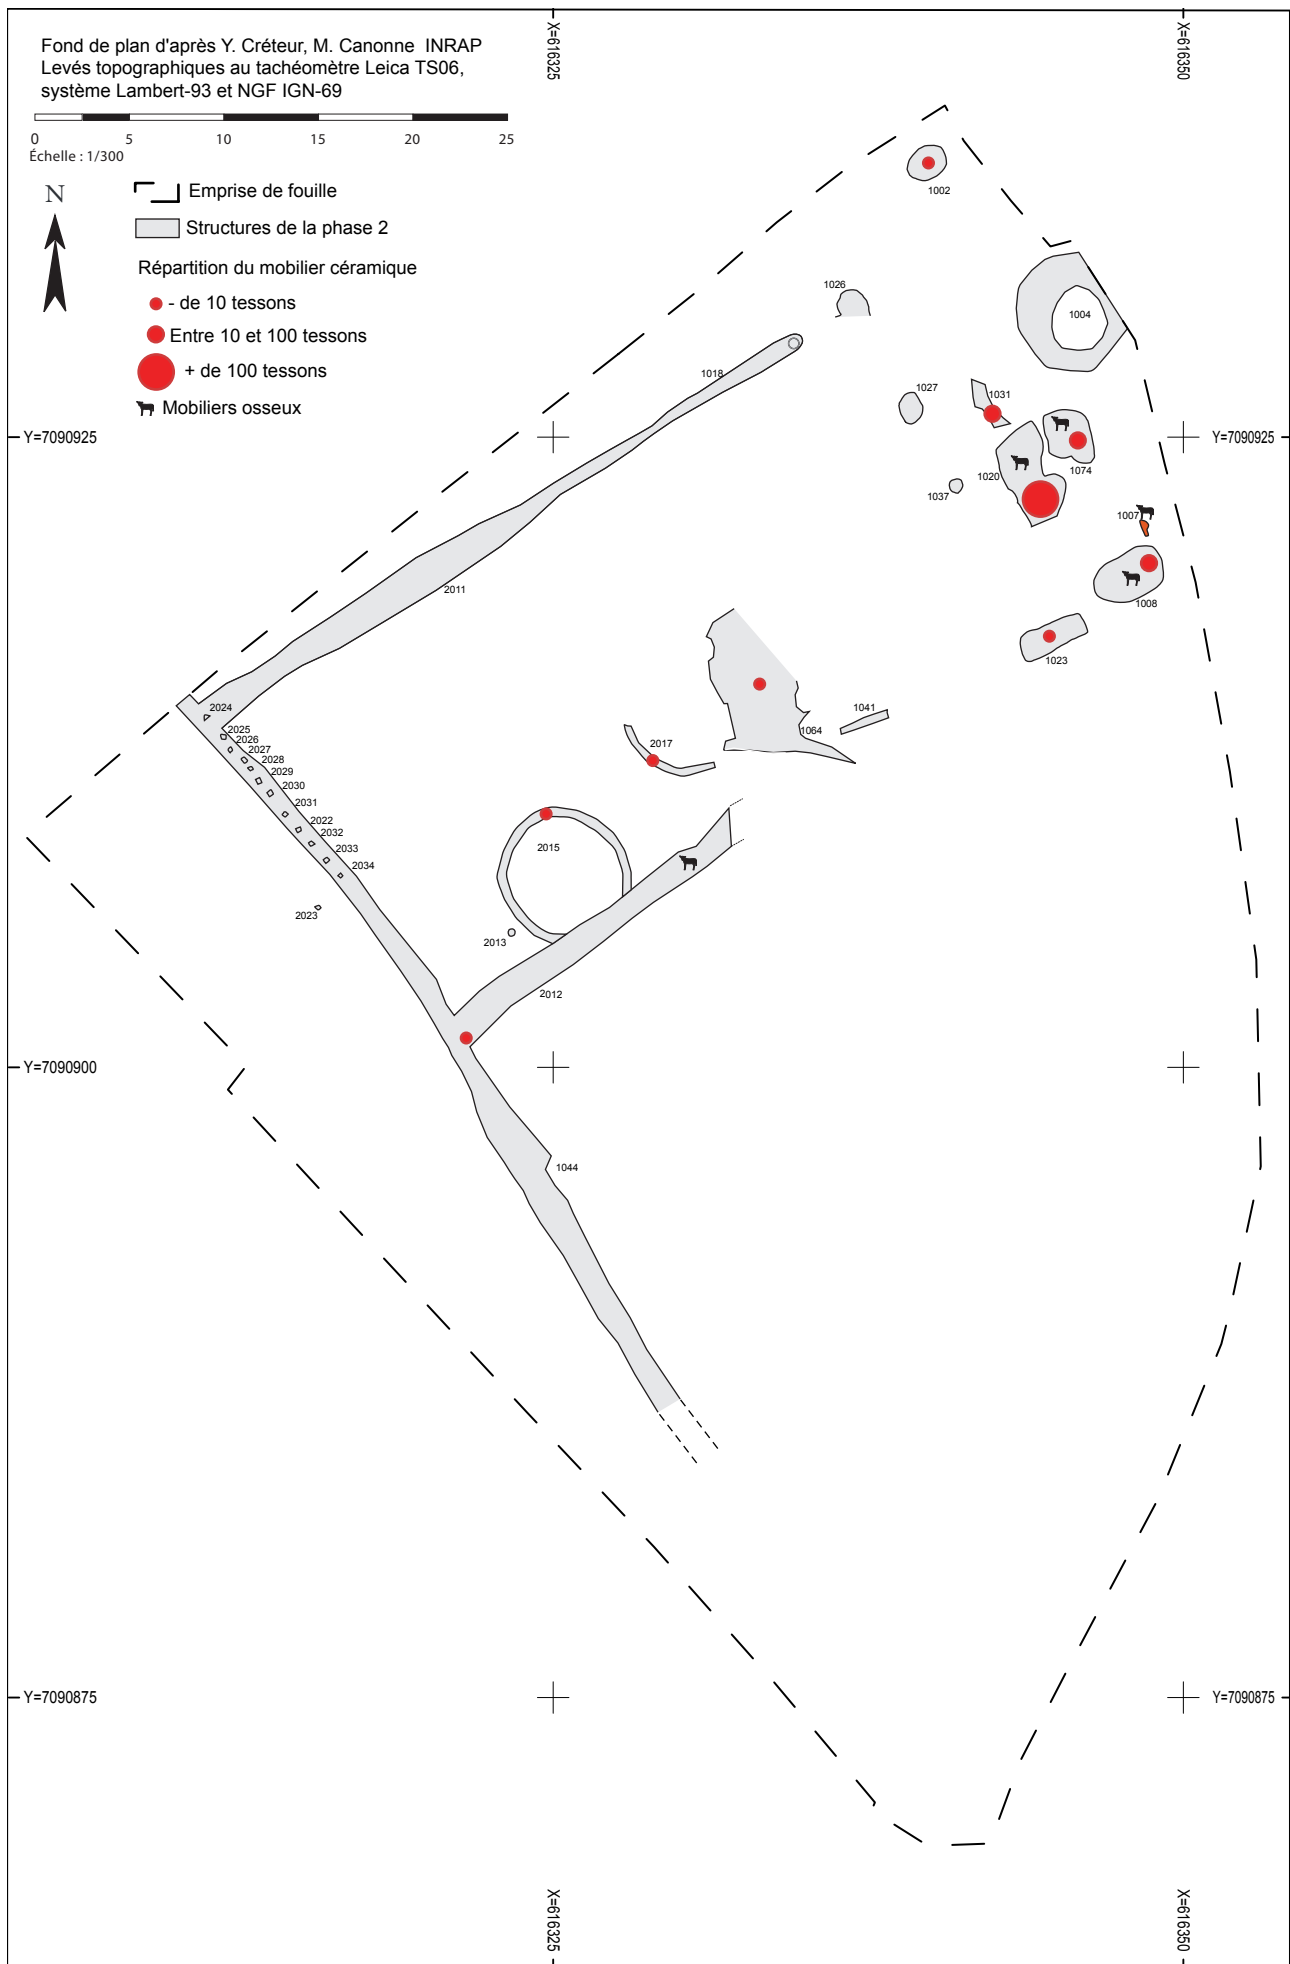 Fond de plan d'après Y. Créteur, M. Canonne INRAP
Levés topographiques au tachéomètre Leica TS06,
système Lambert-93 et NGF IGN-69
0 5 10 15 20 25
Échelle : 1/300
N
Emprise de fouille
Structures de la phase 2
Répartition du mobilier céramique
- de 10 tessons
Entre 10 et 100 tessons
+ de 100 tessons
Mobiliers osseux
X=616325
X=616350
1002
1026
1004
1018
1027
1031
Y=7090925
Y=7090925
1020
1074
1037
1007
2011
1008
1023
2024
1041
2025
1064
2026
2017
2027
2028
2029
2030
2031
2022
2032
2015
2033
2034
2023
2013
2012
Y=7090900
1044
Y=7090875
Y=7090875
X=616325
X=616350